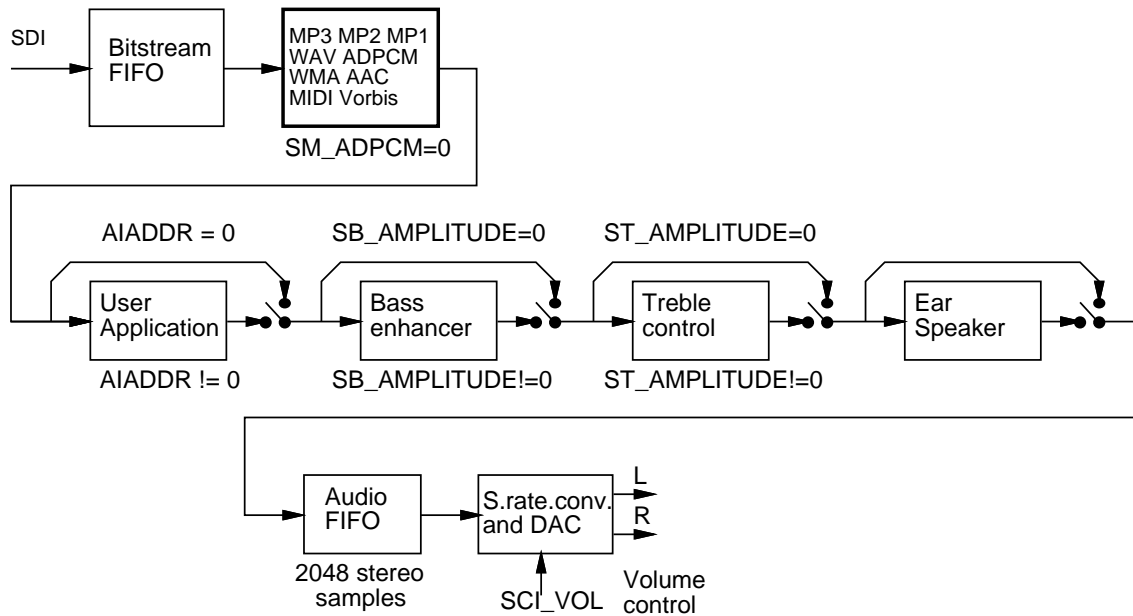 SDI
Bitstream
FIFO
MP3 MP2 MP1
WAV ADPCM
WMA AAC
MIDI Vorbis
SM_ADPCM=0
AIADDR = 0
SB_AMPLITUDE=0
ST_AMPLITUDE=0
User
Application
Bass
enhancer
Treble
control
Ear
Speaker
AIADDR != 0
SB_AMPLITUDE!=0
ST_AMPLITUDE!=0
Audio
FIFO
S.rate.conv.
and DAC
L
R
2048 stereo
samples
SCI_VOL
Volume
control